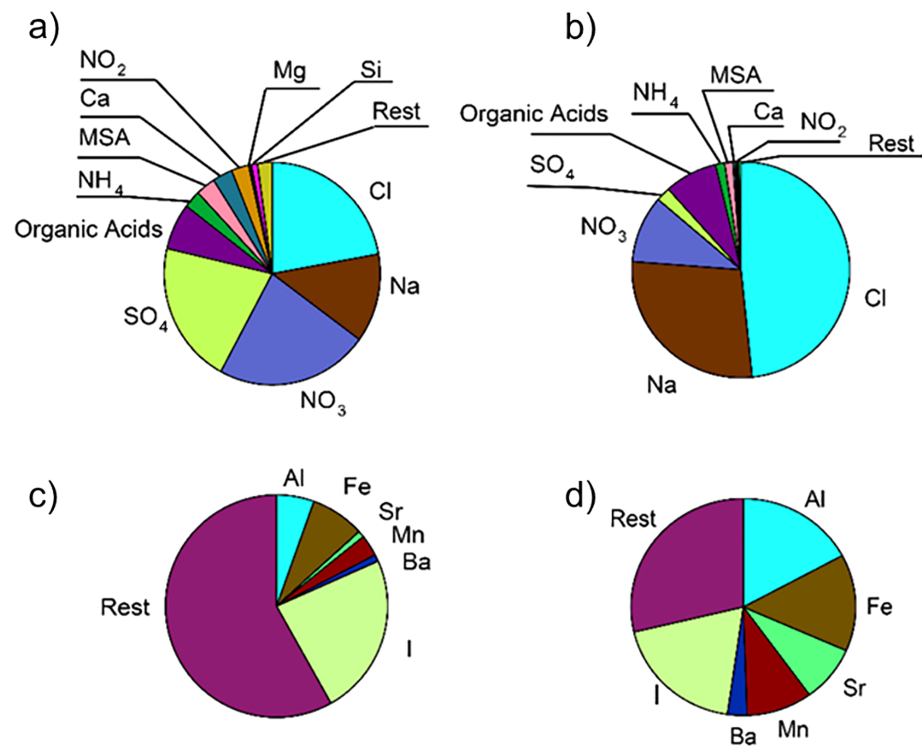 a)
NO₂
Mg
Si
Ca
Rest
MSA
NH₄
Cl
Organic Acids
Na
SO₄
NO₃
b)
MSA
NH₄
Ca
Organic Acids
NO₂
Rest
SO₄
NO₃
Cl
Na
c)
Al
Fe
Sr
Mn
Ba
Rest
I
d)
Al
Rest
Fe
Sr
I
Mn
Ba